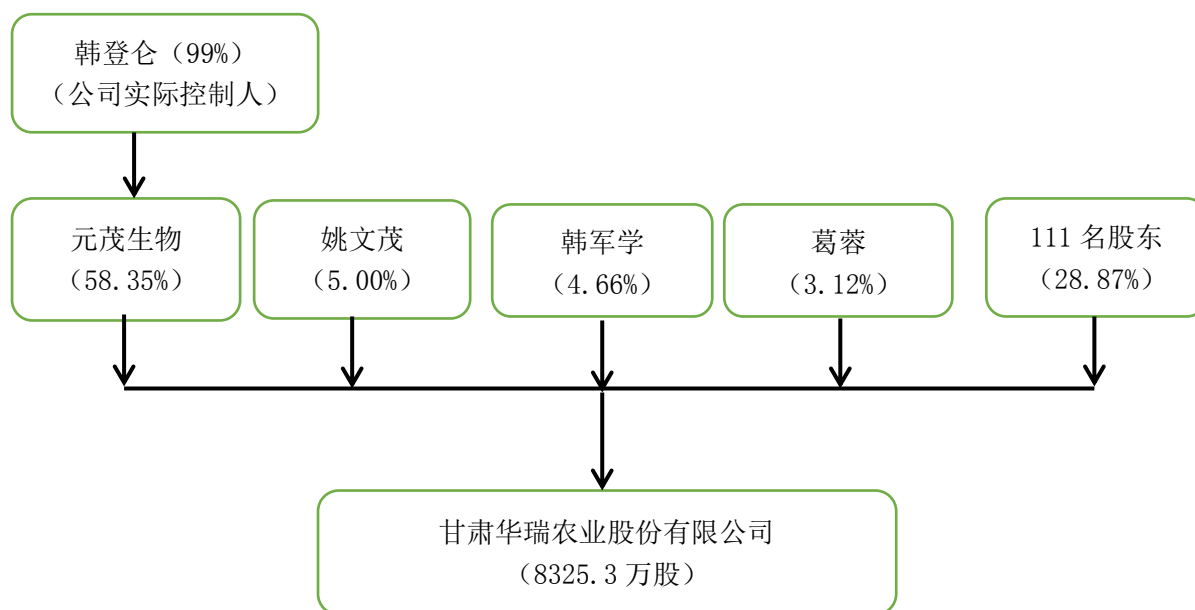 韩登仑（99%）
（公司实际控制人）
元茂生物
（58.35%）
姚文茂
（5.00%）
韩军学
（4.66%）
葛蓉
（3.12%）
111 名股东
（28.87%）
甘肃华瑞农业股份有限公司
（8325.3 万股）